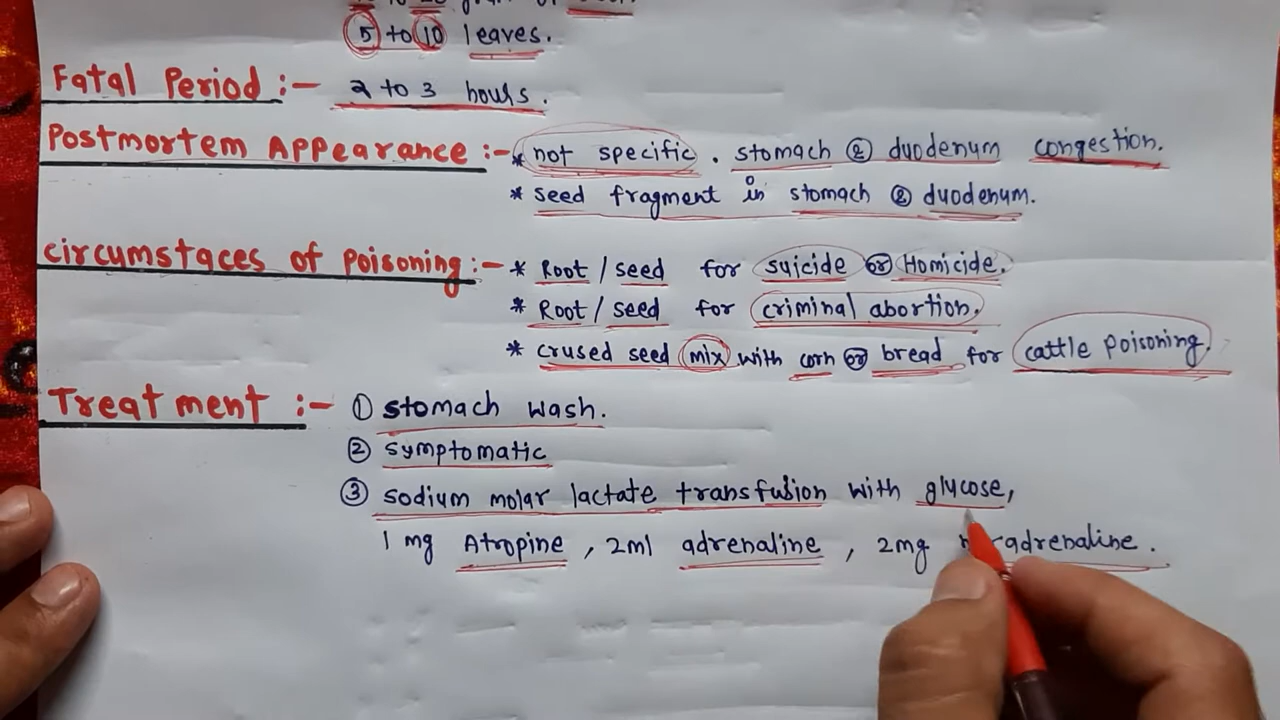 5 to 10 leaves.
Fatal Period :- 2 to 3 hours.
Postmortem Appearance :- * not specific. stomach & duodenum congestion.
* seed fragment in stomach & duodenum.
circumstaces of poisoning :- * Root / seed for suicide or Homicide.
* Root / seed for criminal abortion.
* crused seed mix with corn or bread for cattle poisoning.
Treatment :- ① stomach wash.
② symptomatic
③ sodium molar lactate transfusion with glucose,
1 mg Atropine, 2ml adrenaline, 2mg